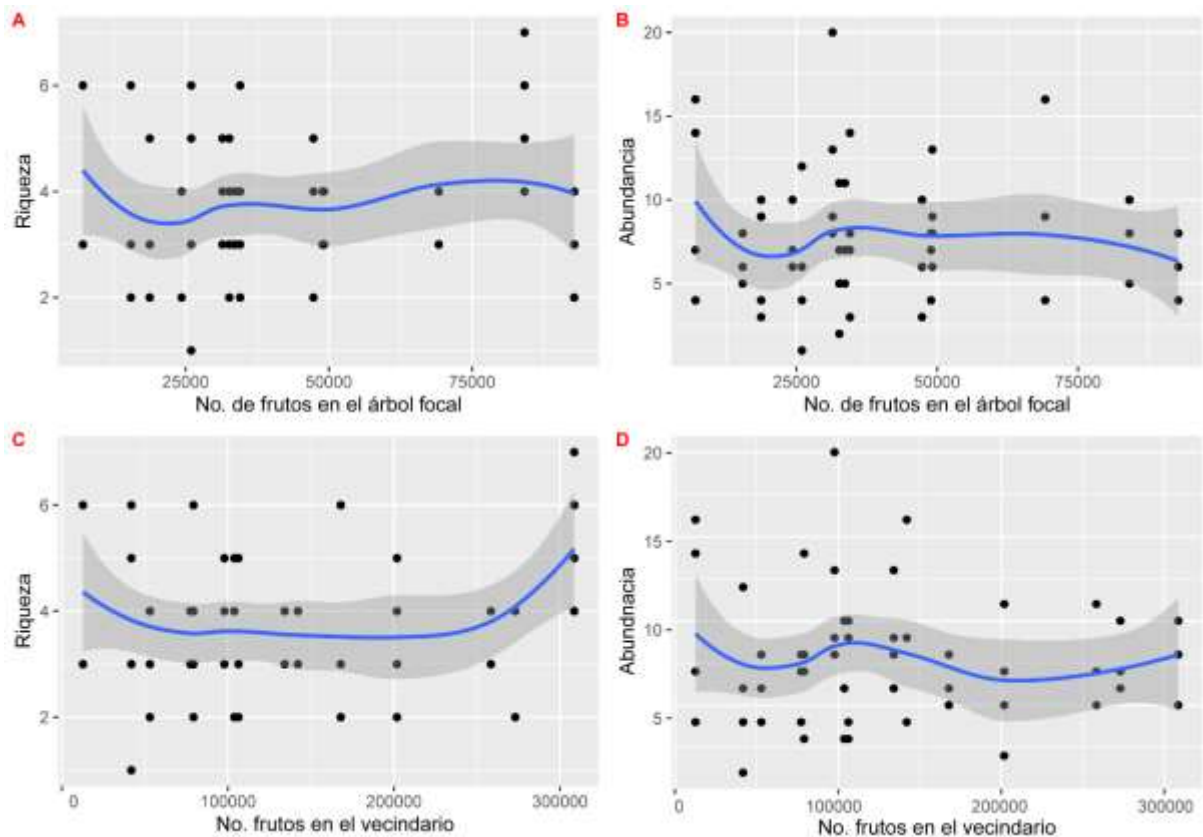 A
Riqueza
6
4
2
25000 50000 75000
No. de frutos en el árbol focal
B
Abundancia
20
15
10
5
25000 50000 75000
No. de frutos en el árbol focal
C
Riqueza
6
4
2
0 100000 200000 300000
No. frutos en el vecindario
D
Abundnacia
20
15
10
5
0 100000 200000 300000
No. frutos en el vecindario